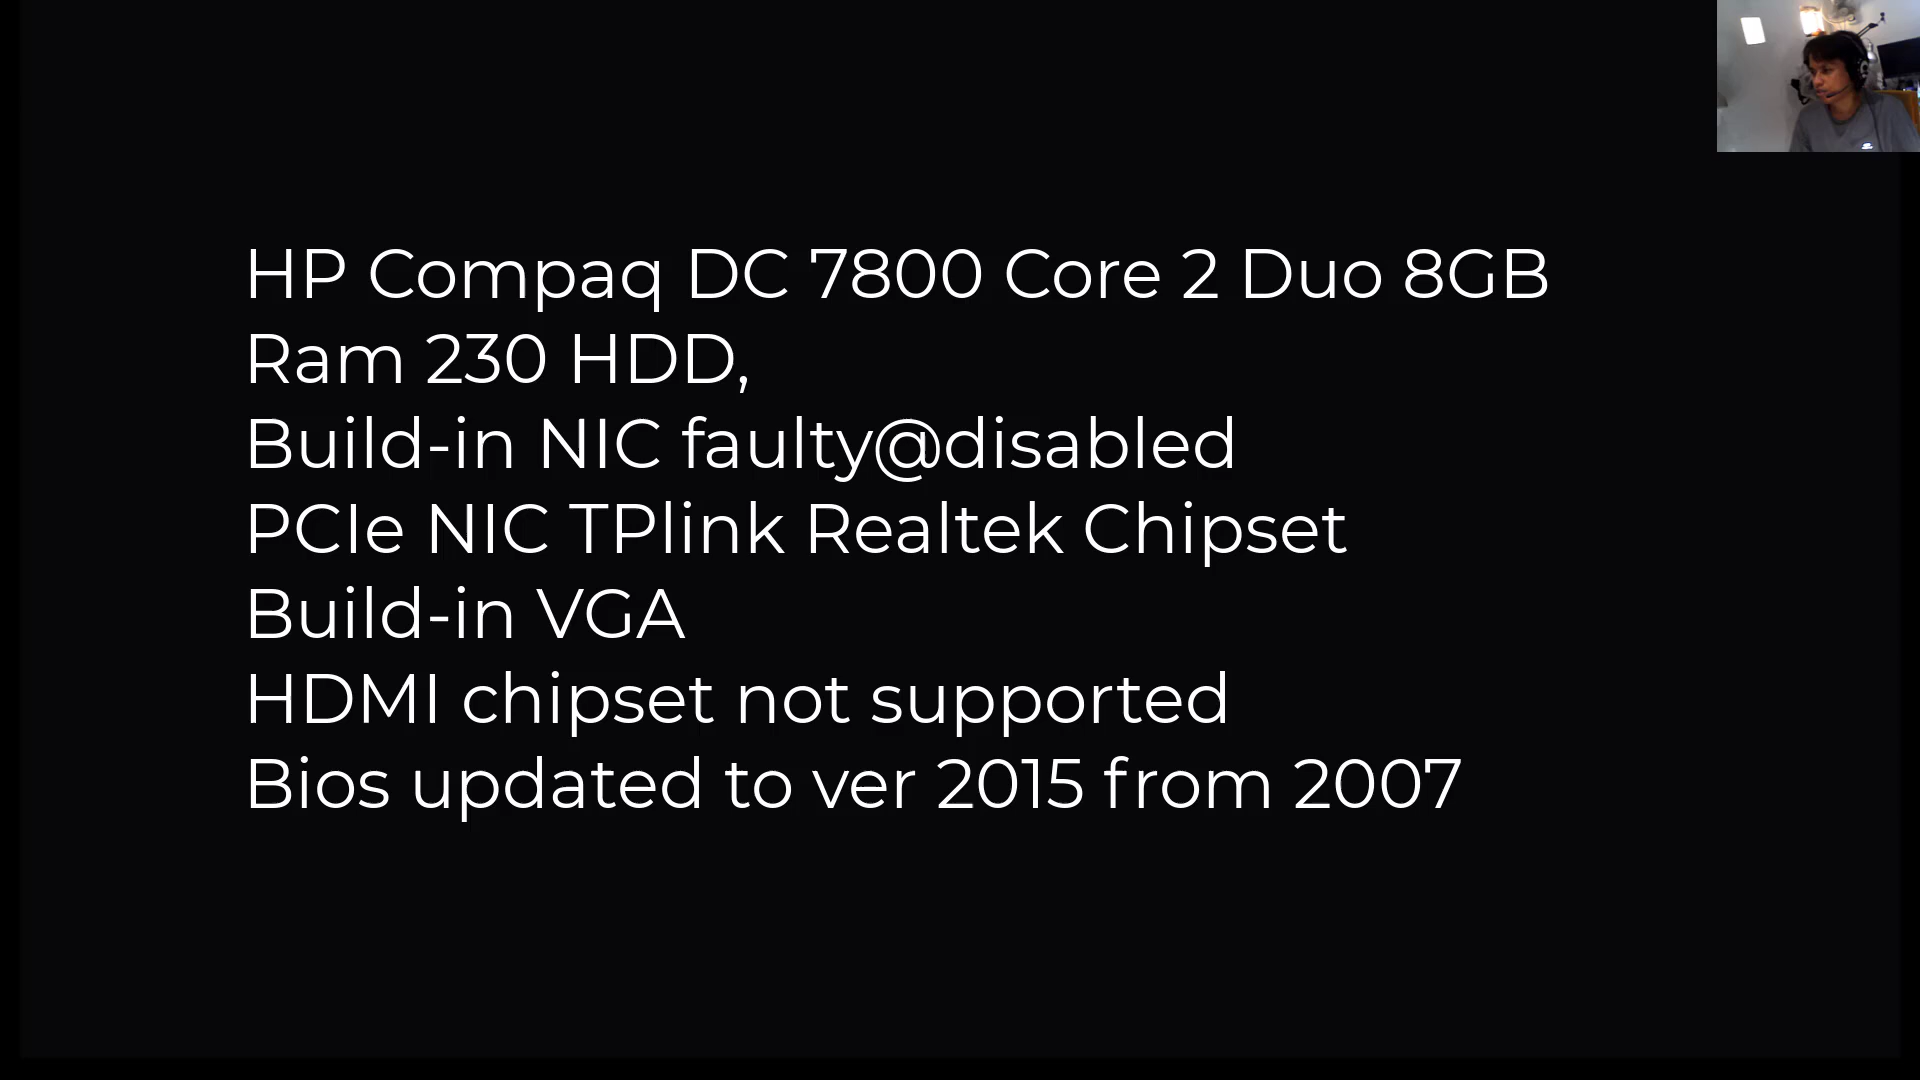 HP Compaq DC 7800 Core 2 Duo 8GB
Ram 230 HDD,
Build-in NIC faulty@disabled
PCIe NIC TPlink Realtek Chipset
Build-in VGA
HDMI chipset not supported
Bios updated to ver 2015 from 2007